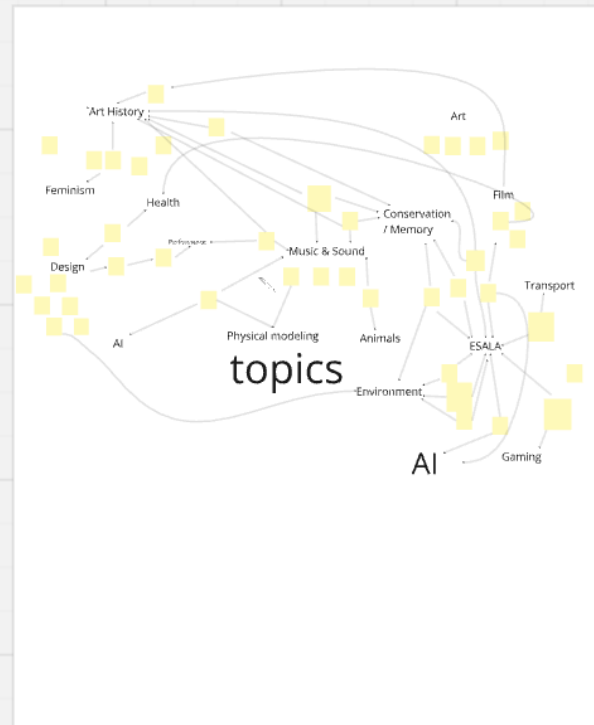 Art History
Art
Feminism
Health
Film
Conservation
/ Memory
Performance
Music & Sound
Design
Transport
AI
Physical modeling
Animals
ESALA
topics
Environment
AI
Gaming